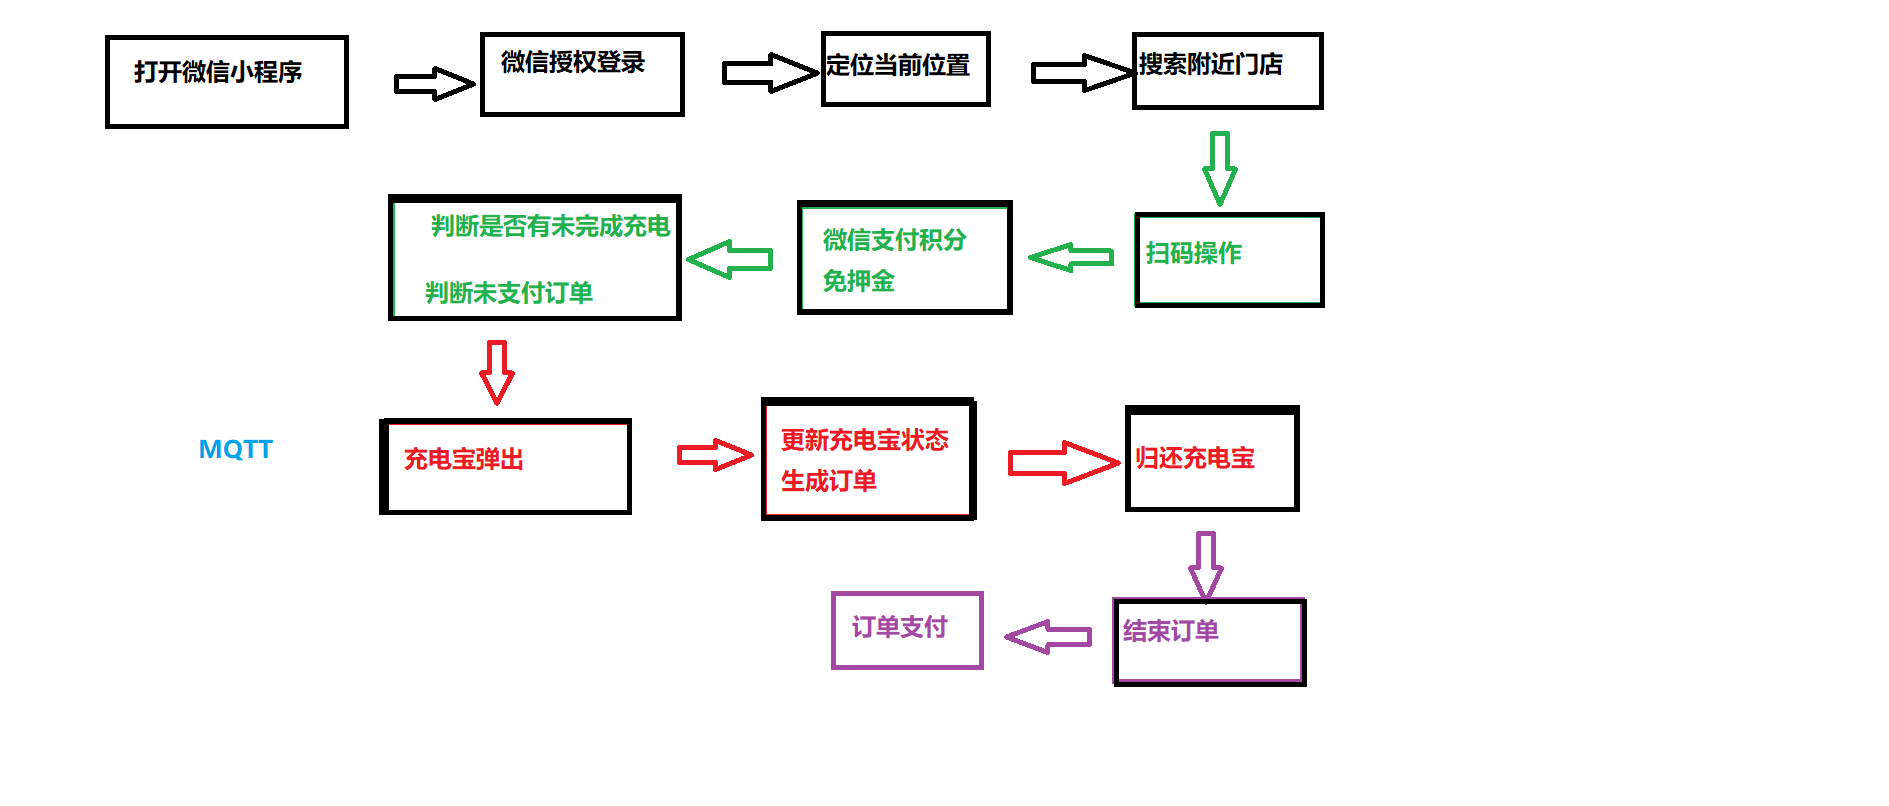 打开微信小程序
微信授权登录
定位当前位置
搜索附近门店
扫码操作
微信支付积分
免押金
判断是否有未完成充电
判断未支付订单
MQTT
充电宝弹出
更新充电宝状态
生成订单
归还充电宝
结束订单
订单支付